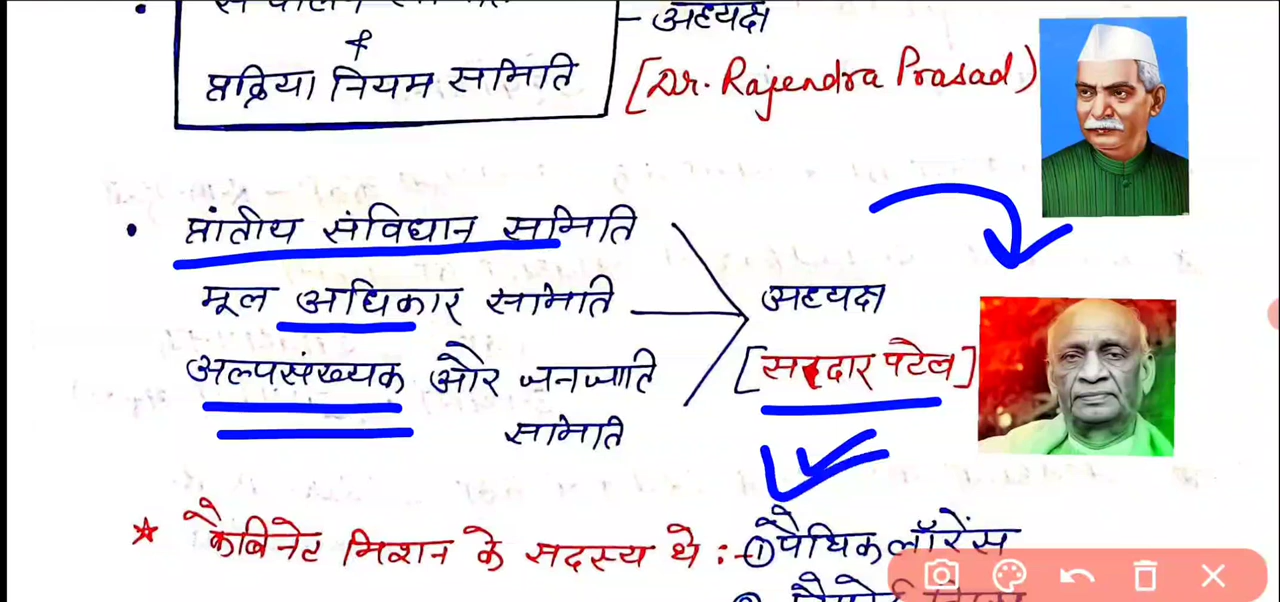 - अध्यक्ष
&
प्रक्रिया नियम समिति
[Dr. Rajendra Prasad)
• प्रांतीय संविधान समिति
मूल अधिकार समिति
अल्पसंख्यक और जनजाति
समिति
अध्यक्ष
[सरदार पटेल]
☆ कैबिनेट मिशन के सदस्य थे :- ① पैथिक लॉरेंस